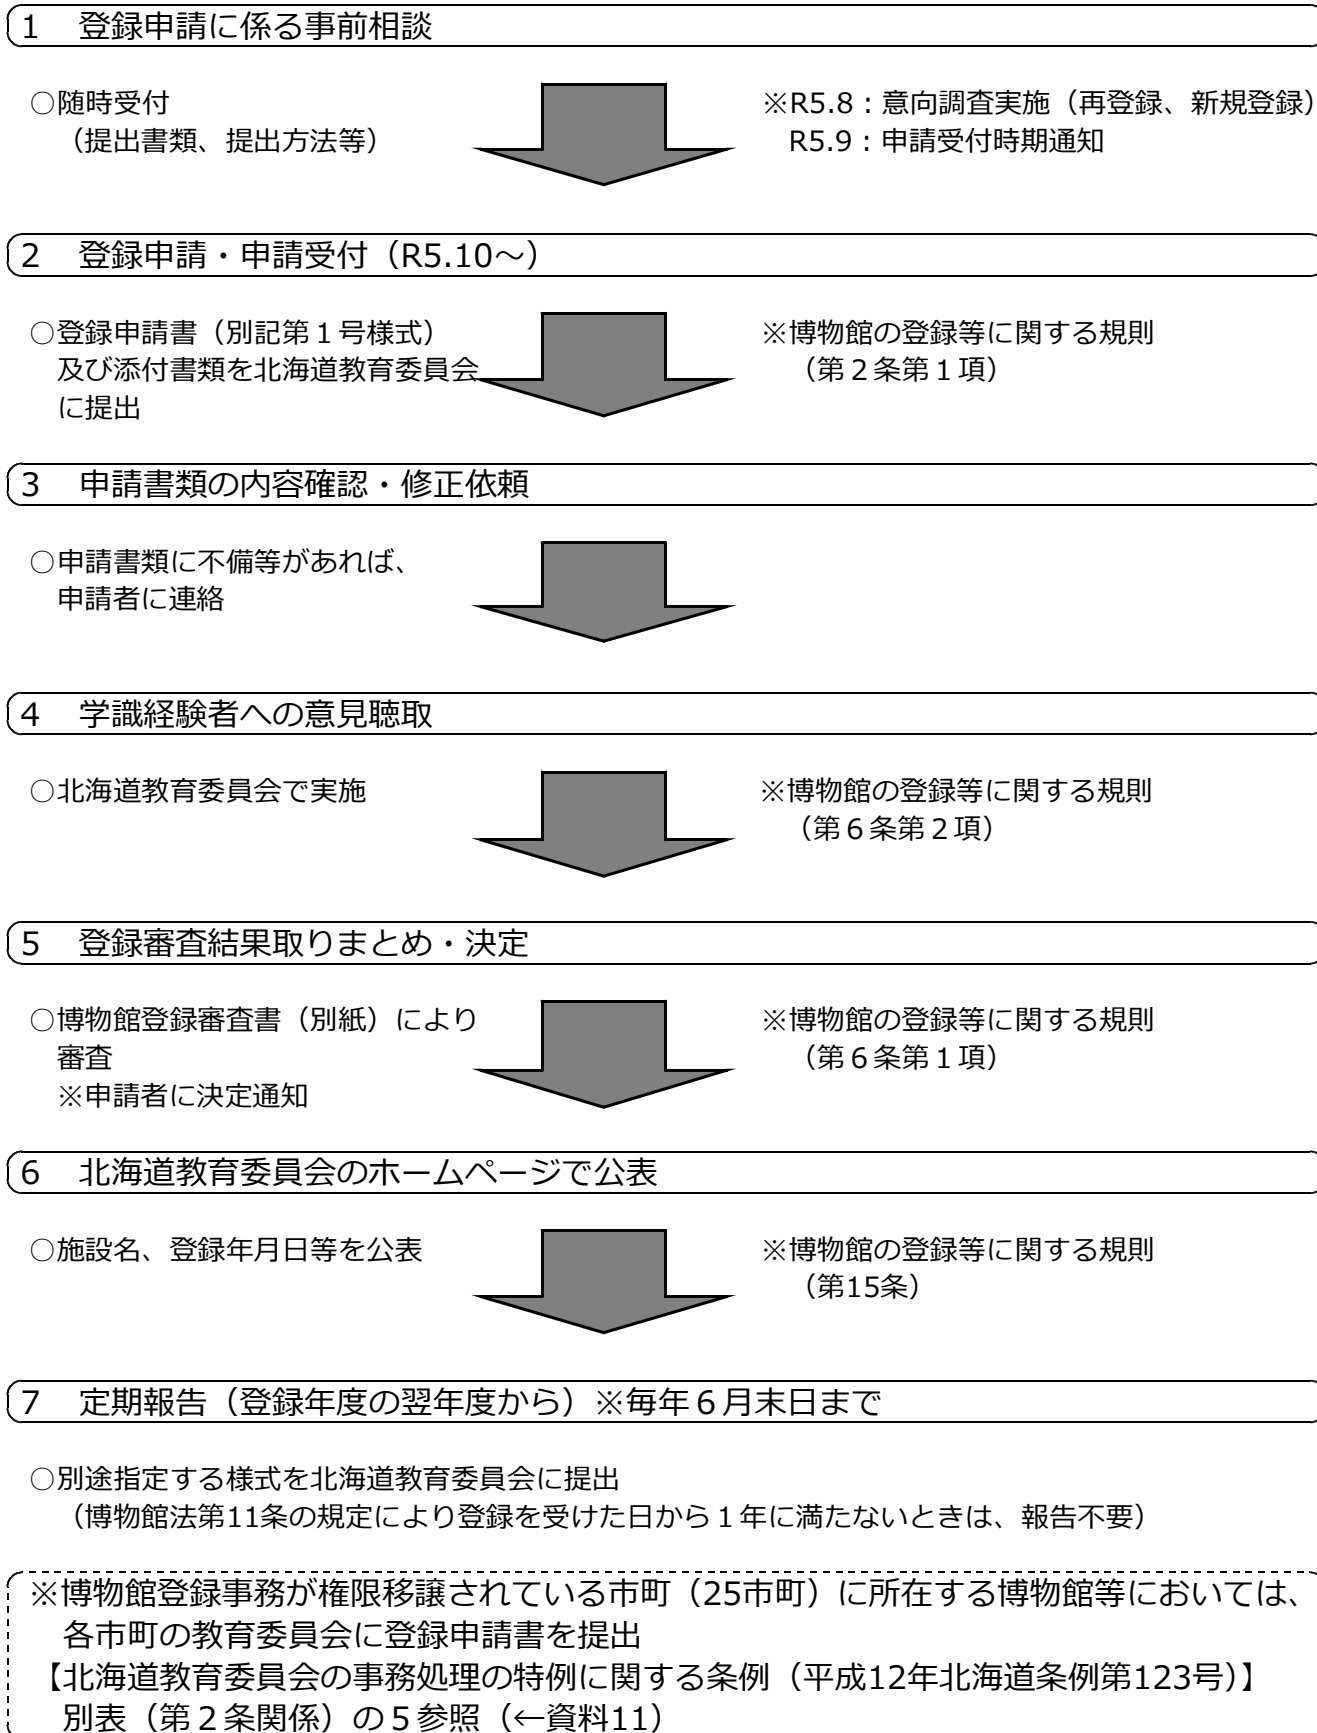 1 登録申請に係る事前相談
○随時受付
（提出書類、提出方法等）
※R5.8：意向調査実施（再登録、新規登録）
R5.9：申請受付時期通知
2 登録申請・申請受付（R5.10～）
○登録申請書（別記第１号様式）
及び添付書類を北海道教育委員会
に提出
※博物館の登録等に関する規則
（第２条第１項）
3 申請書類の内容確認・修正依頼
○申請書類に不備等があれば、
申請者に連絡
4 学識経験者への意見聴取
○北海道教育委員会で実施
※博物館の登録等に関する規則
（第６条第２項）
5 登録審査結果取りまとめ・決定
○博物館登録審査書（別紙）により
審査
※申請者に決定通知
※博物館の登録等に関する規則
（第６条第１項）
6 北海道教育委員会のホームページで公表
○施設名、登録年月日等を公表
※博物館の登録等に関する規則
（第15条）
7 定期報告（登録年度の翌年度から）※毎年６月末日まで
○別途指定する様式を北海道教育委員会に提出
（博物館法第11条の規定により登録を受けた日から１年に満たないときは、報告不要）
※博物館登録事務が権限移譲されている市町（25市町）に所在する博物館等においては、
各市町の教育委員会に登録申請書を提出
【北海道教育委員会の事務処理の特例に関する条例（平成12年北海道条例第123号）】
別表（第２条関係）の５参照（←資料11）